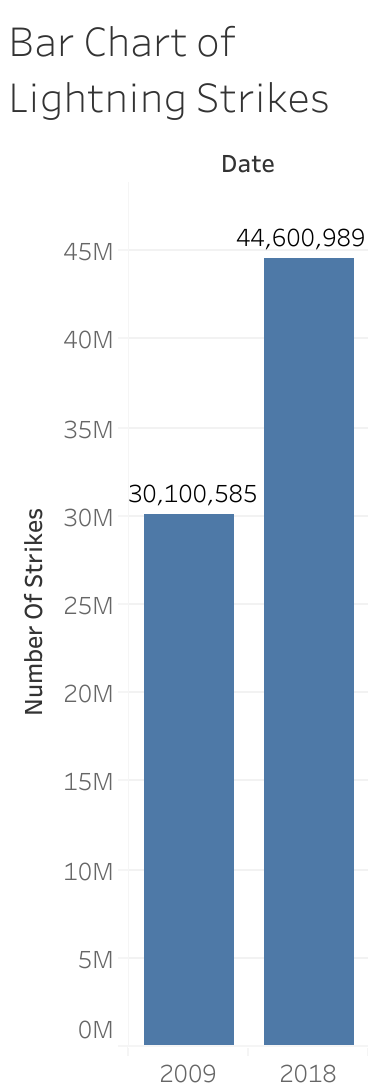 Bar Chart of
Lightning Strikes
Date
44,600,989
45M
40M
35M
30,100,585
30M
25M
20M
15M
10M
5M
0M
Number Of Strikes
2009 2018